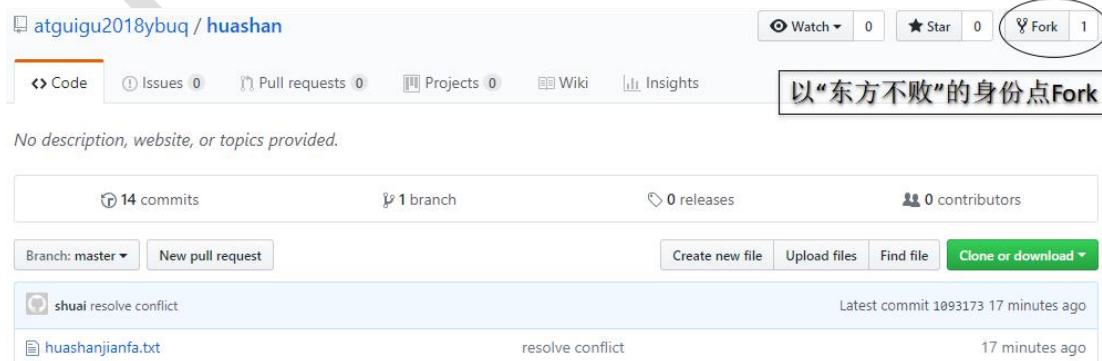 atguigu2018ybuq / huashan
Watch 0 Star 0 Fork 1
Code Issues 0 Pull requests 0 Projects 0 Wiki Insights
以“东方不败”的身份点Fork
No description, website, or topics provided.
14 commits 1 branch 0 releases 0 contributors
Branch: master New pull request Create new file Upload files Find file Clone or download
shuai resolve conflict Latest commit 1093173 17 minutes ago
huashanjianfa.txt resolve conflict 17 minutes ago